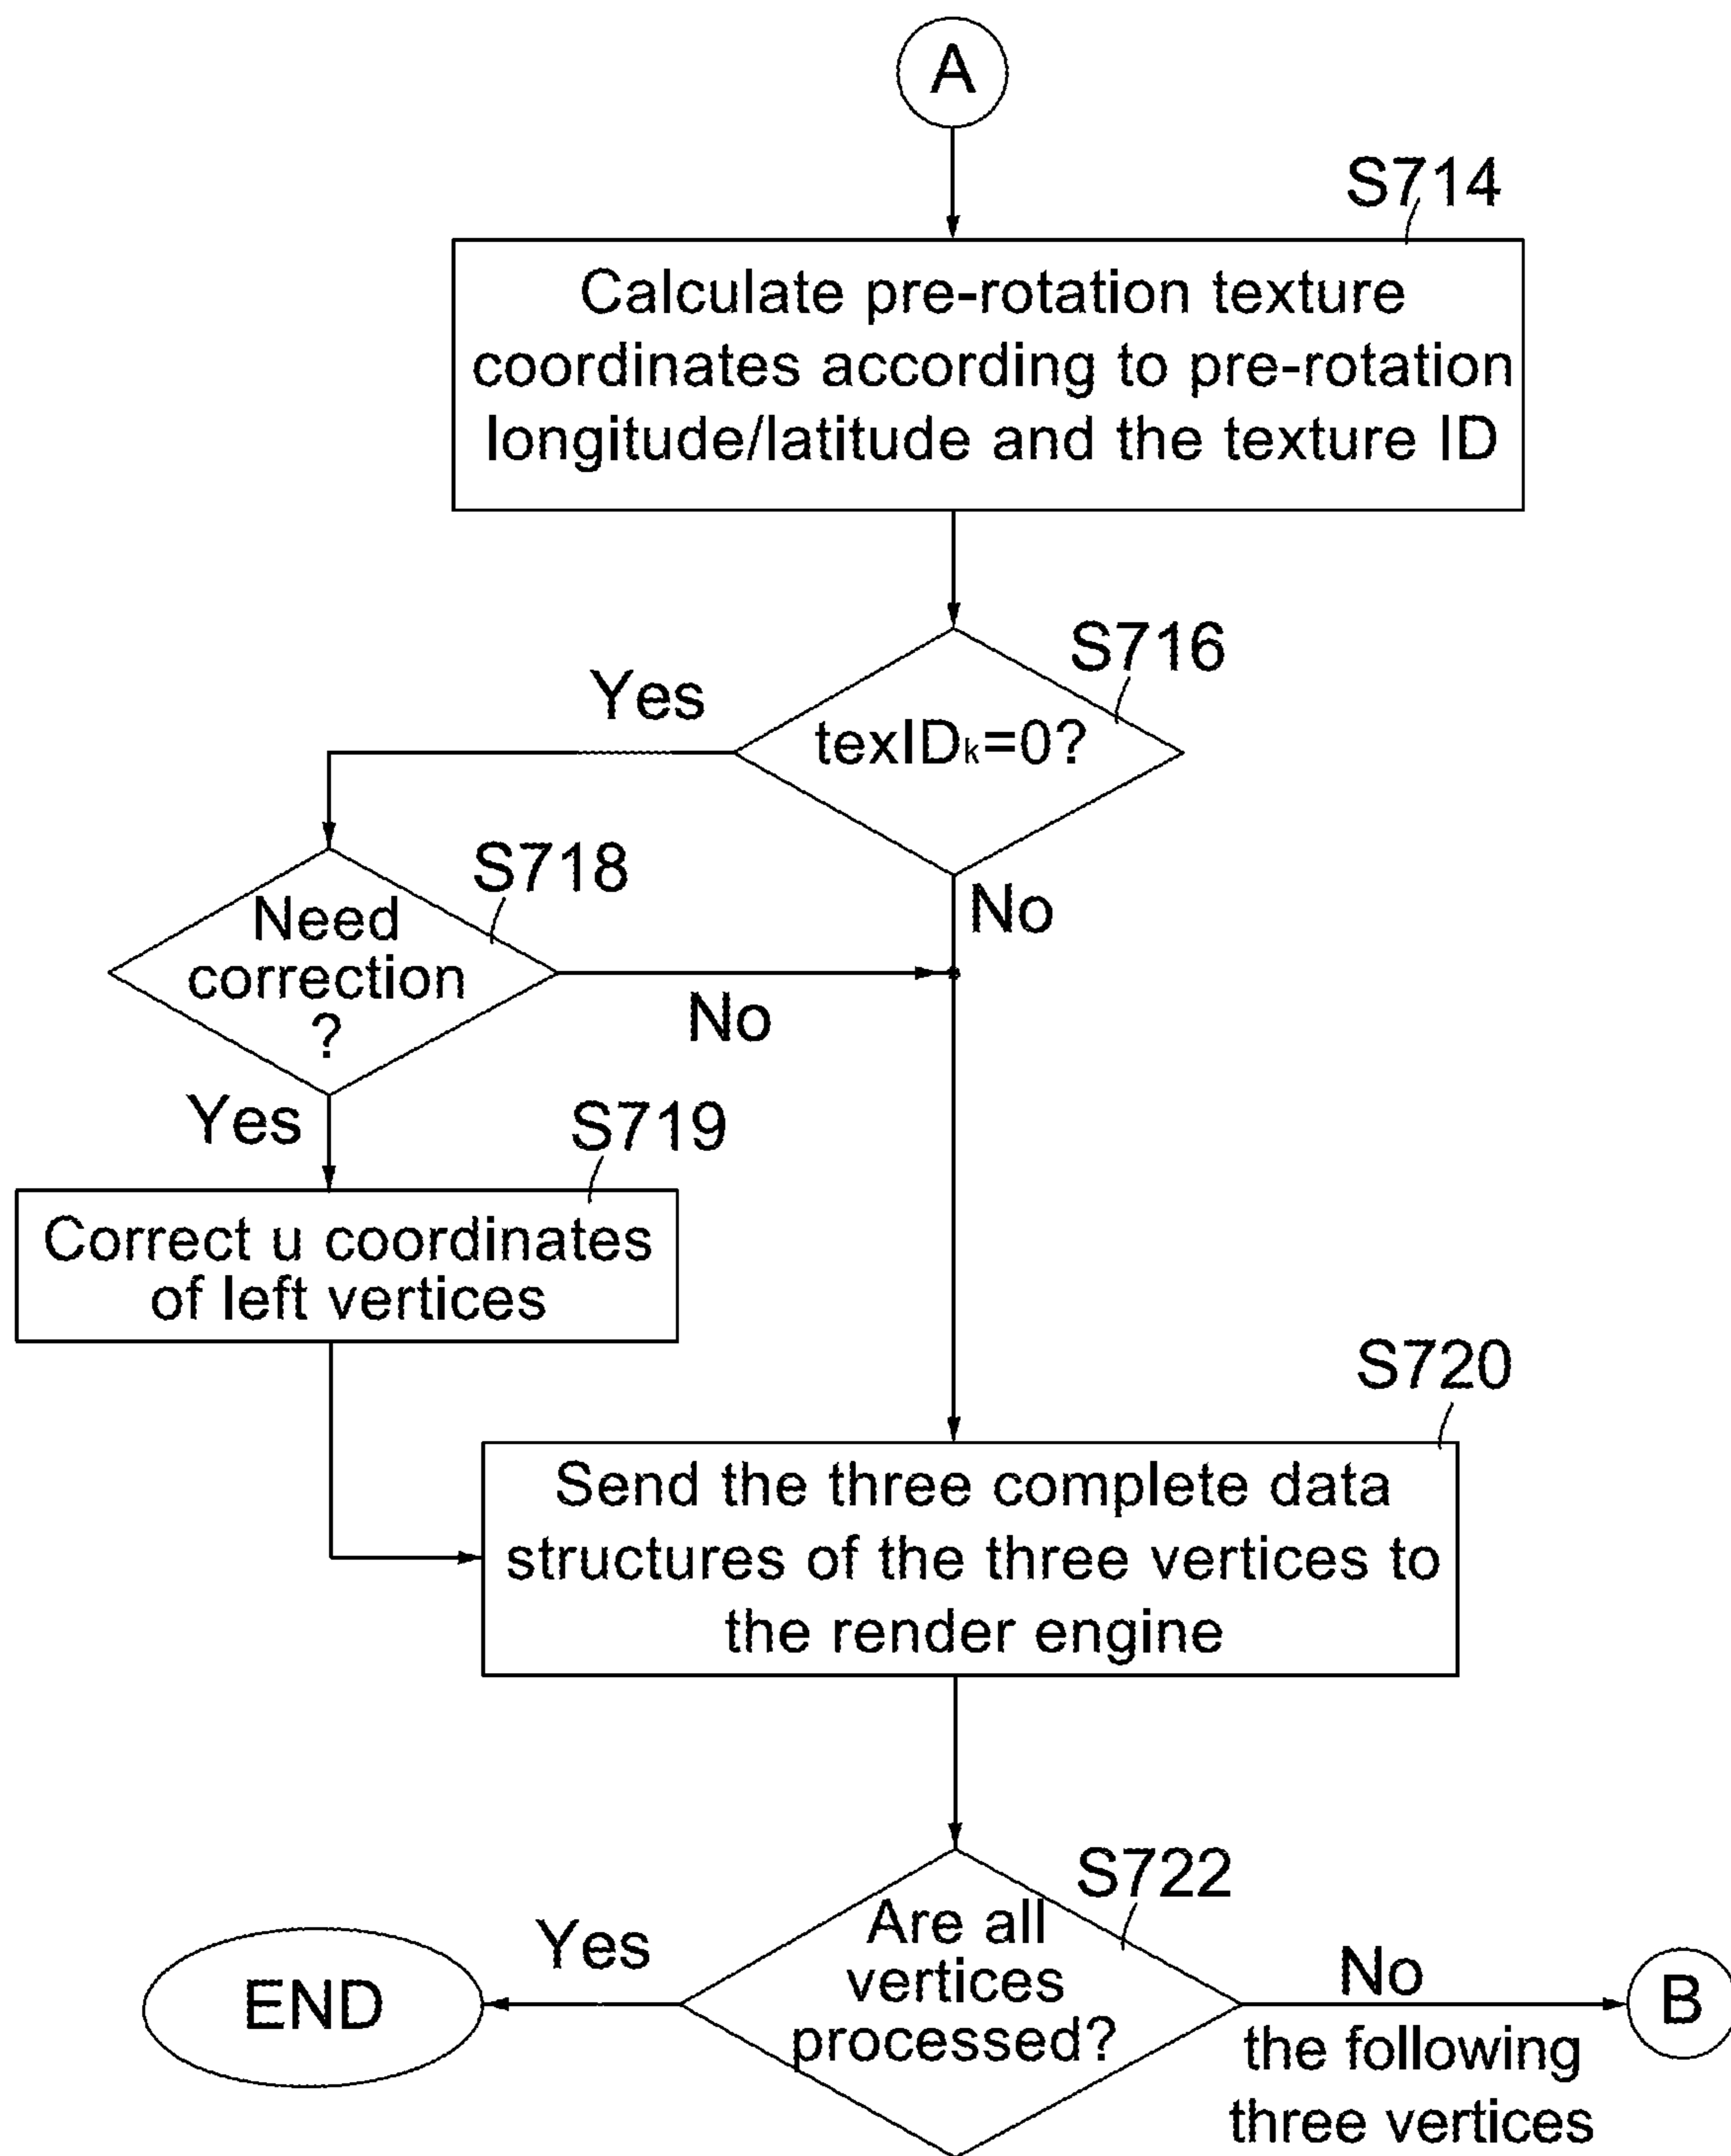 A
S714
Calculate pre-rotation texture
coordinates according to pre-rotation
longitude/latitude and the texture ID
S716
Yes
texIDk=0?
S718
No
Need
correction
?
No
Yes
S719
Correct u coordinates
of left vertices
S720
Send the three complete data
structures of the three vertices to
the render engine
S722
Are all
vertices
processed?
Yes
END
No
B
the following
three vertices